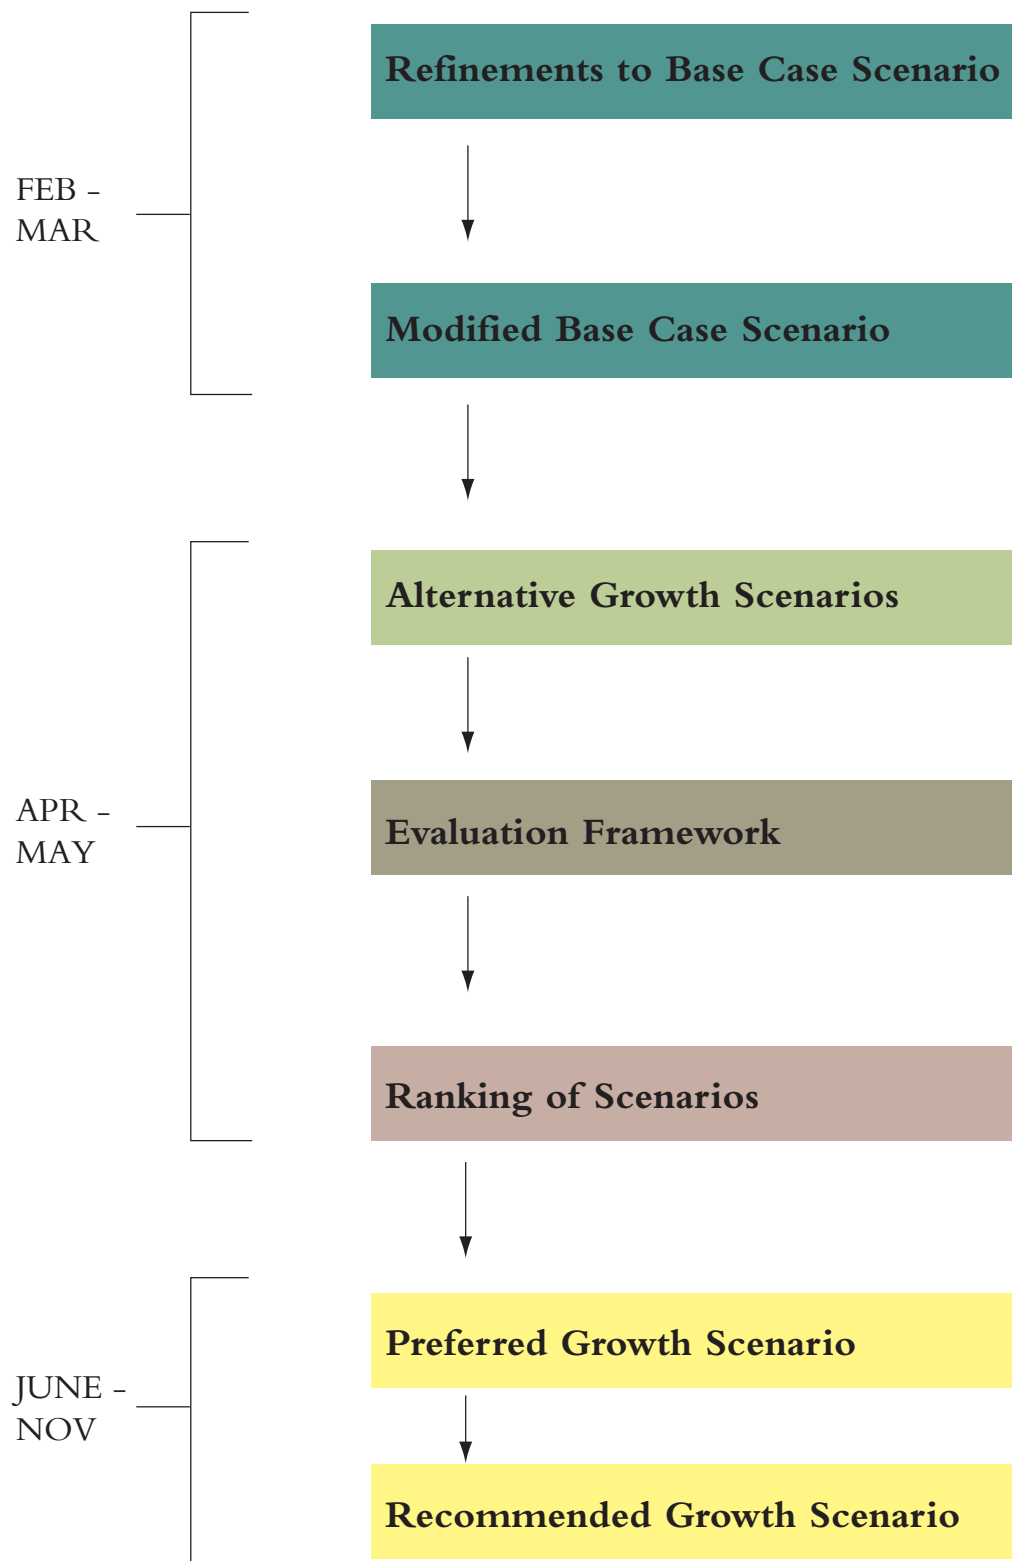 Refinements to Base Case Scenario
FEB -
MAR
Modified Base Case Scenario
Alternative Growth Scenarios
APR -
MAY
Evaluation Framework
Ranking of Scenarios
Preferred Growth Scenario
JUNE -
NOV
Recommended Growth Scenario